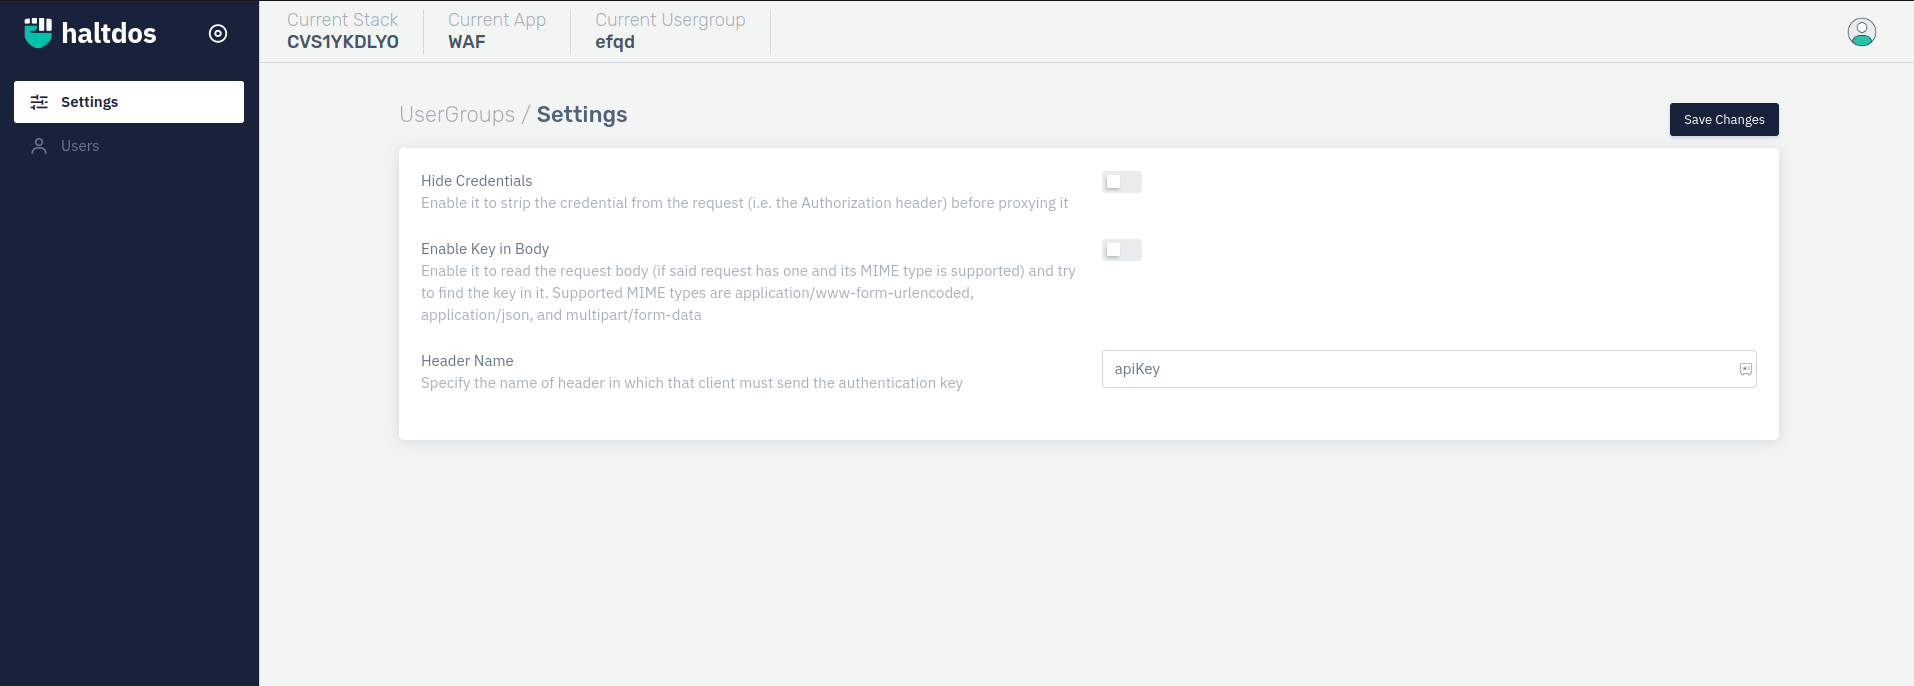 haltdos
Current Stack
CVS1YKDLYO
Current App
WAF
Current Usergroup
efqd
Settings
Users
UserGroups / Settings
Save Changes
Hide Credentials
Enable it to strip the credential from the request (i.e. the Authorization header) before proxying it
Enable Key in Body
Enable it to read the request body (if said request has one and its MIME type is supported) and try
to find the key in it. Supported MIME types are application/www-form-urlencoded,
application/json, and multipart/form-data
Header Name
Specify the name of header in which that client must send the authentication key
apiKey